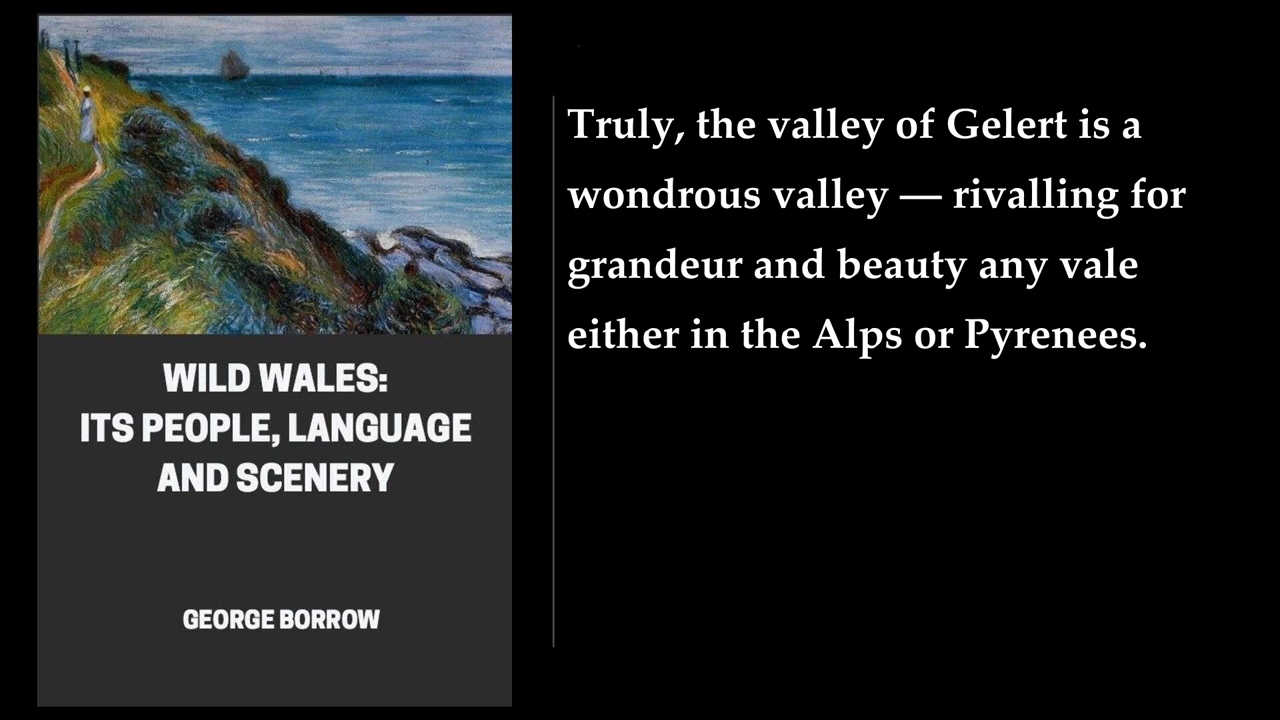 WILD WALES:
ITS PEOPLE, LANGUAGE
AND SCENERY
GEORGE BORROW
Truly, the valley of Gelert is a
wondrous valley — rivalling for
grandeur and beauty any vale
either in the Alps or Pyrenees.